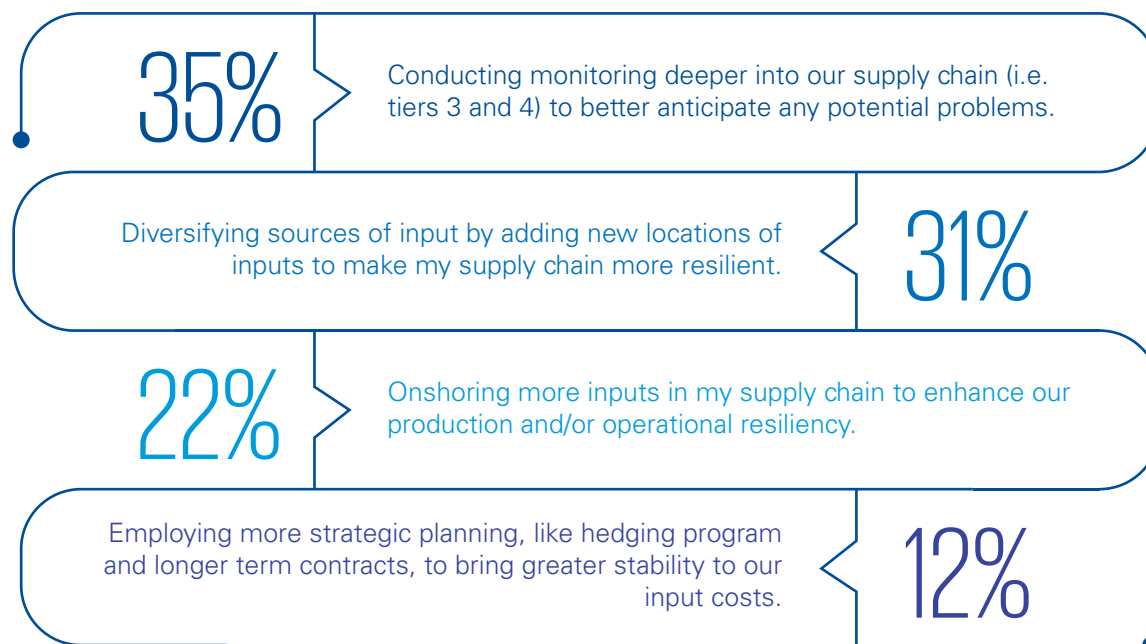 35%
Conducting monitoring deeper into our supply chain (i.e.
tiers 3 and 4) to better anticipate any potential problems.
Diversifying sources of input by adding new locations of
inputs to make my supply chain more resilient.
31%
22%
Onshoring more inputs in my supply chain to enhance our
production and/or operational resiliency.
Employing more strategic planning, like hedging program
and longer term contracts, to bring greater stability to our
input costs.
12%